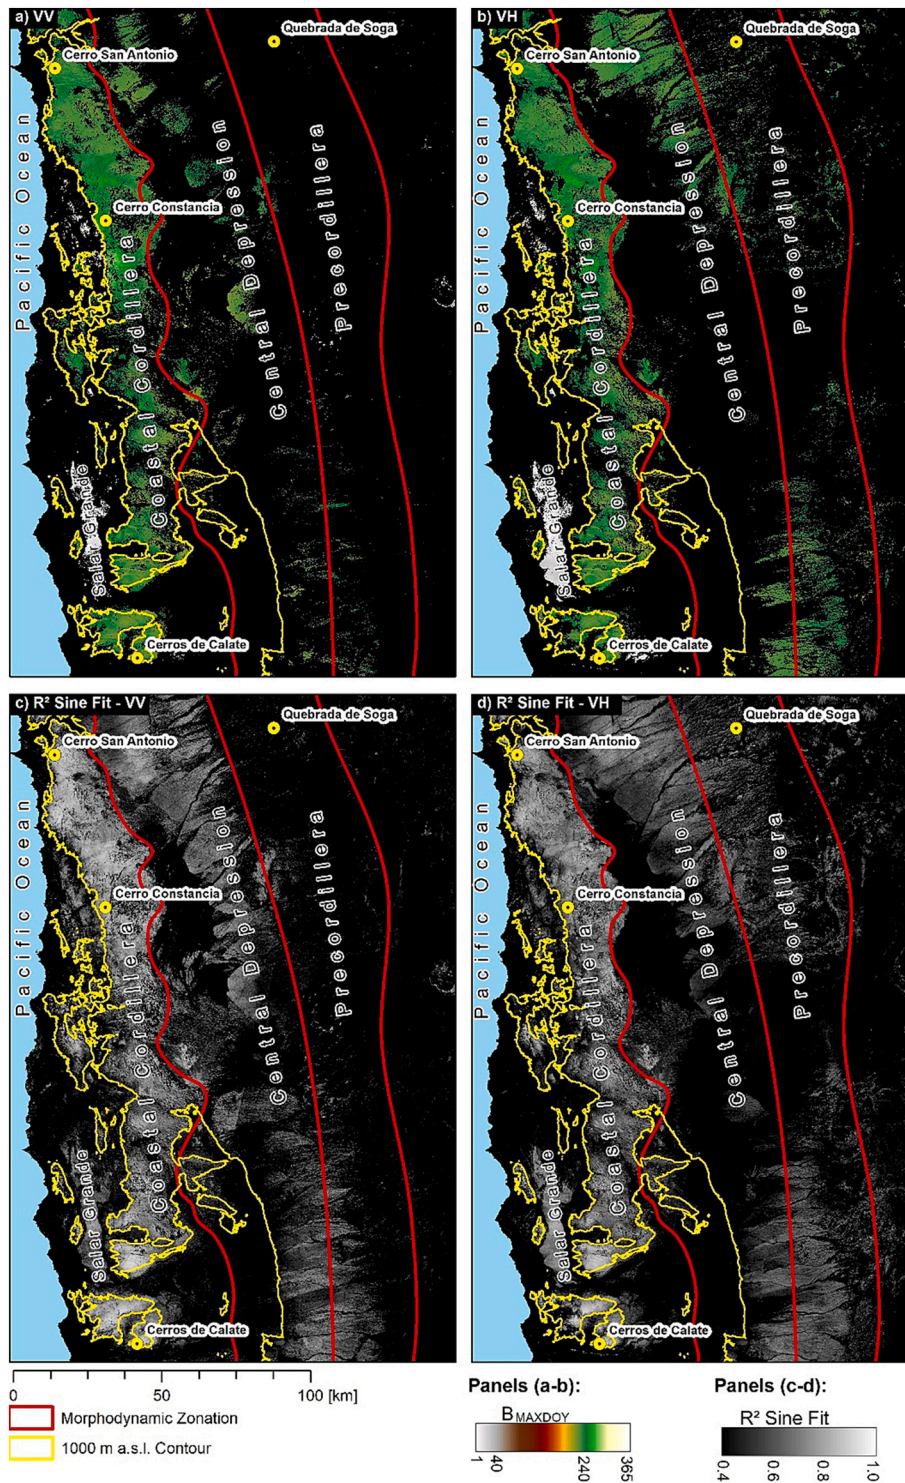 a) VV
Quebrada de Soga
Cerro San Antonio
Pacific Ocean
Central Depression
Precordillera
Cerro Constancia
Coastal Cordillera
Salar Grande
Cerros de Calate
b) VH
Quebrada de Soga
Cerro San Antonio
Pacific Ocean
Central Depression
Precordillera
Cerro Constancia
Coastal Cordillera
Salar Grande
Cerros de Calate
c) R² Sine Fit - VV
Quebrada de Soga
Cerro San Antonio
Pacific Ocean
Central Depression
Precordillera
Cerro Constancia
Coastal Cordillera
Salar Grande
Cerros de Calate
d) R² Sine Fit - VH
Quebrada de Soga
Cerro San Antonio
Pacific Ocean
Central Depression
Precordillera
Cerro Constancia
Coastal Cordillera
Salar Grande
Cerros de Calate
0 50 100 [km]
Morphodynamic Zonation
1000 m a.s.l. Contour
Panels (a-b):
B MAXDOY
1 40 240 365
Panels (c-d):
R² Sine Fit
0.4 0.6 1.0